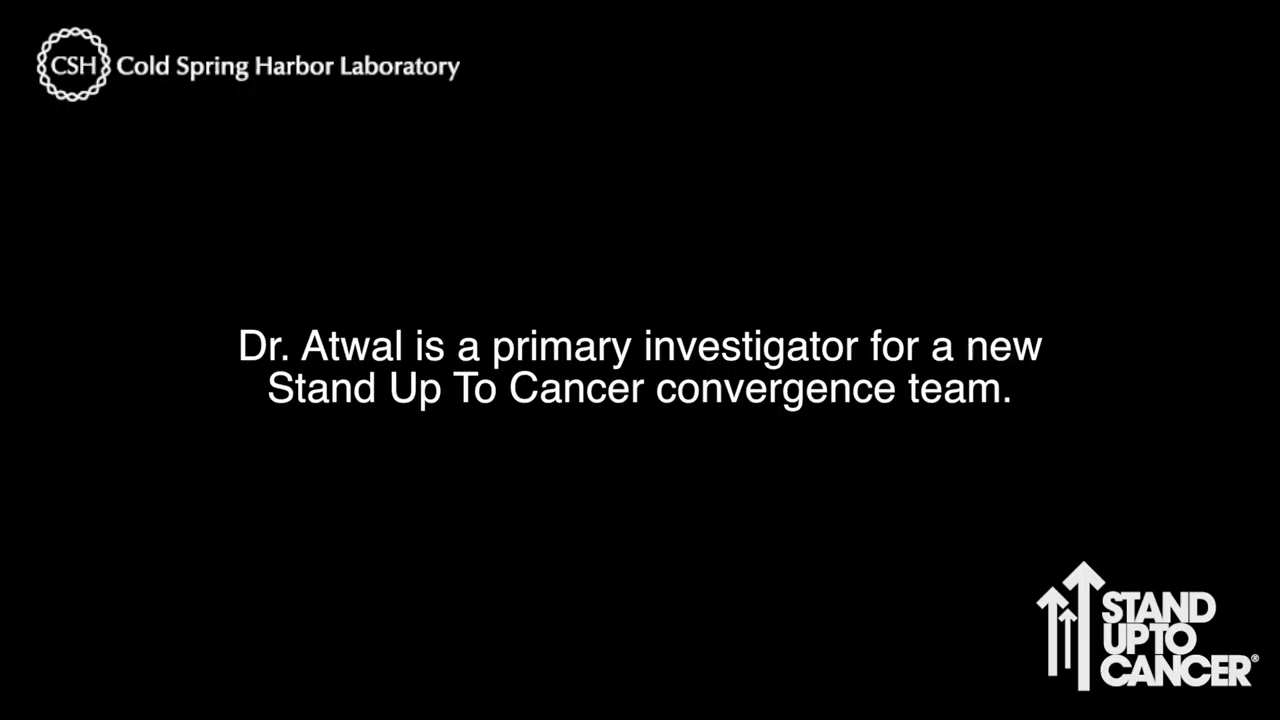 CSH Cold Spring Harbor Laboratory
Dr. Atwal is a primary investigator for a new
Stand Up To Cancer convergence team.
STAND
UP TO
CANCER®